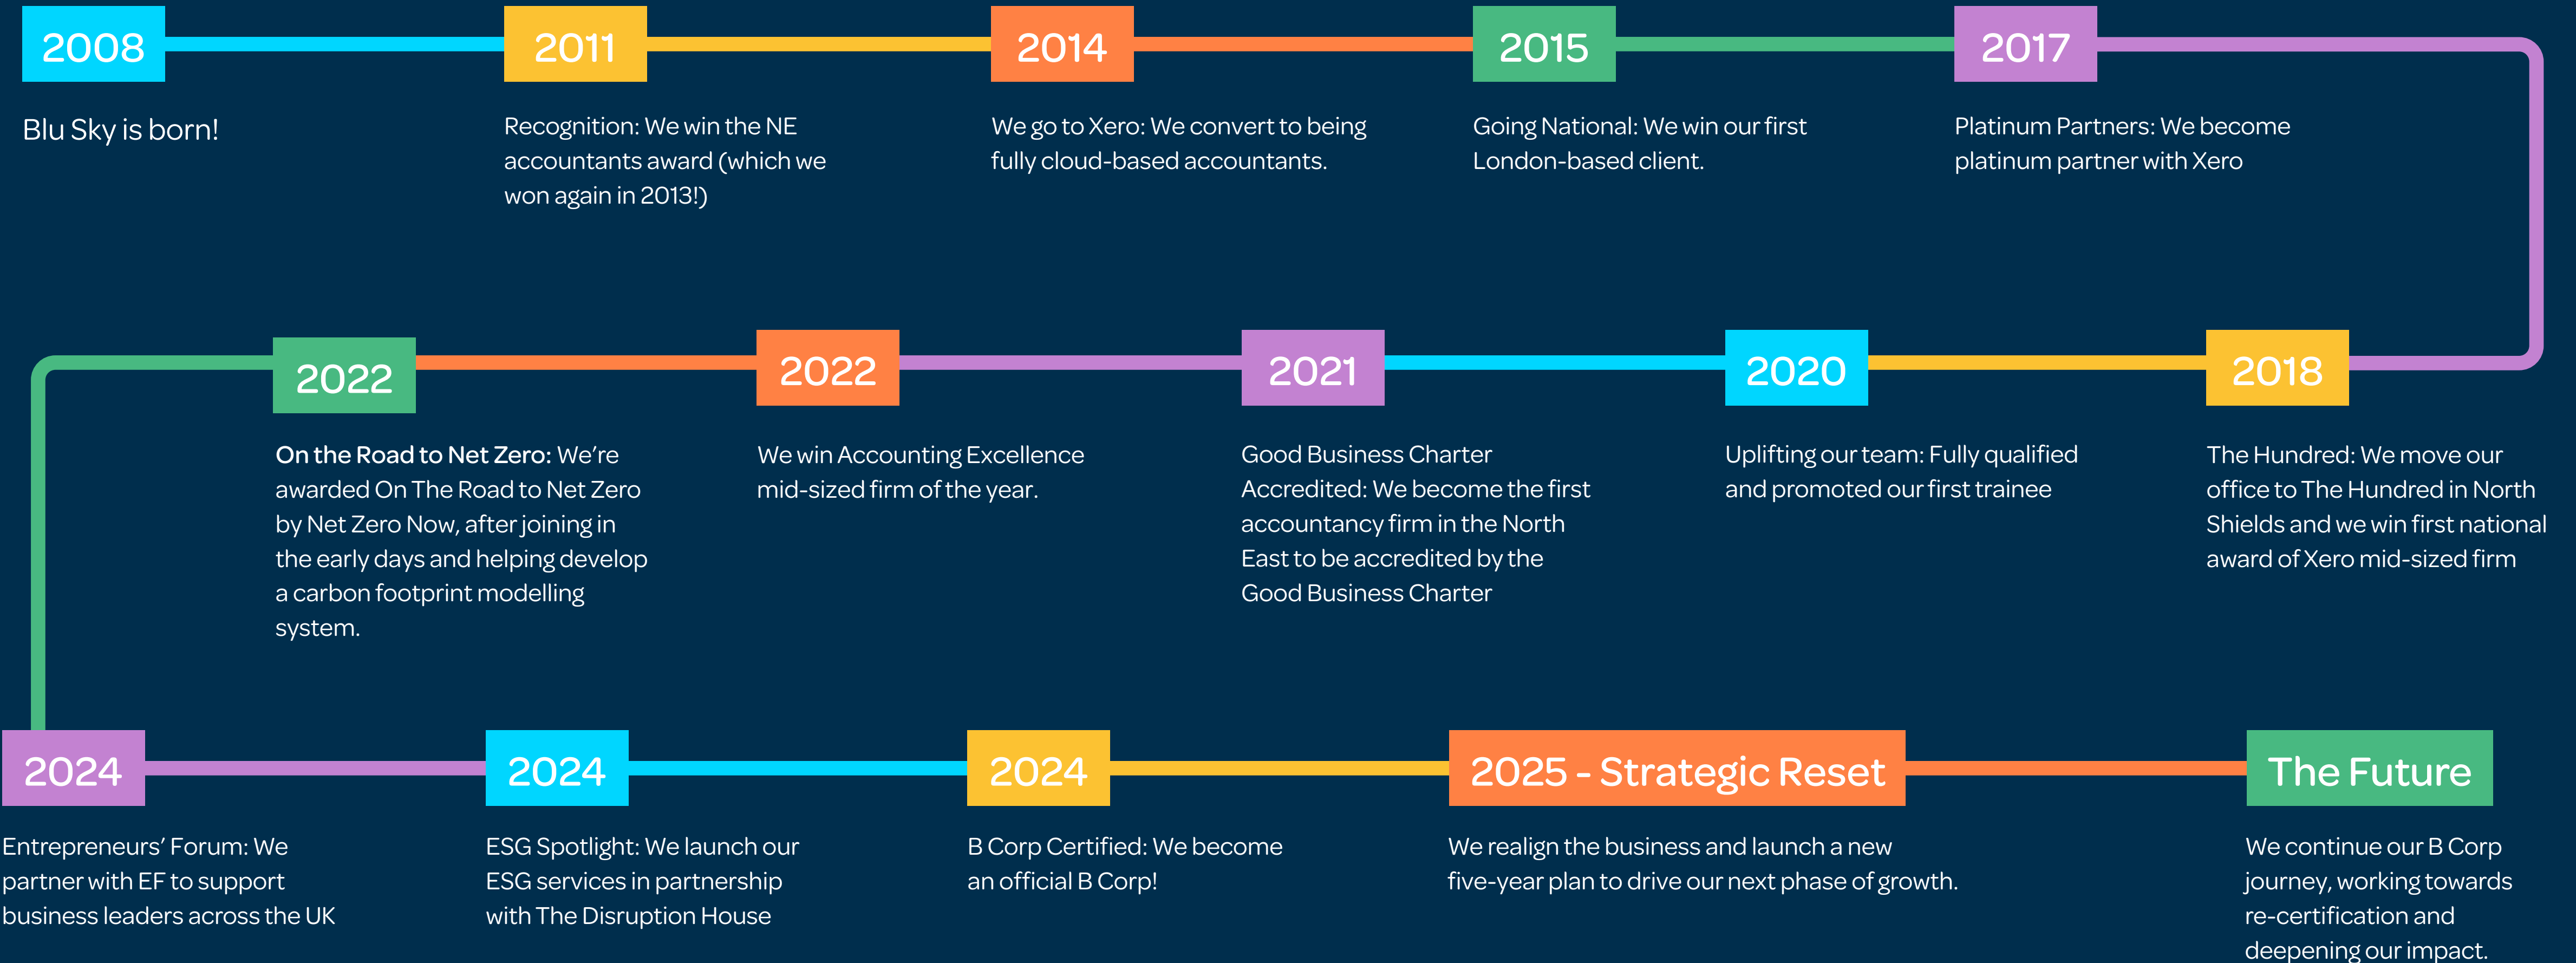 2008
Blu Sky is born!
2011
Recognition: We win the NE
accountants award (which we
won again in 2013!)
2014
We go to Xero: We convert to being
fully cloud-based accountants.
2015
Going National: We win our first
London-based client.
2017
Platinum Partners: We become
platinum partner with Xero
2018
The Hundred: We move our
office to The Hundred in North
Shields and we win first national
award of Xero mid-sized firm
2020
Uplifting our team: Fully qualified
and promoted our first trainee
2021
Good Business Charter
Accredited: We become the first
accountancy firm in the North
East to be accredited by the
Good Business Charter
2022
We win Accounting Excellence
mid-sized firm of the year.
2022
On the Road to Net Zero: We’re
awarded On The Road to Net Zero
by Net Zero Now, after joining in
the early days and helping develop
a carbon footprint modelling
system.
2024
Entrepreneurs’ Forum: We
partner with EF to support
business leaders across the UK
2024
ESG Spotlight: We launch our
ESG services in partnership
with The Disruption House
2024
B Corp Certified: We become
an official B Corp!
2025 - Strategic Reset
We realign the business and launch a new
five-year plan to drive our next phase of growth.
The Future
We continue our B Corp
journey, working towards
re-certification and
deepening our impact.